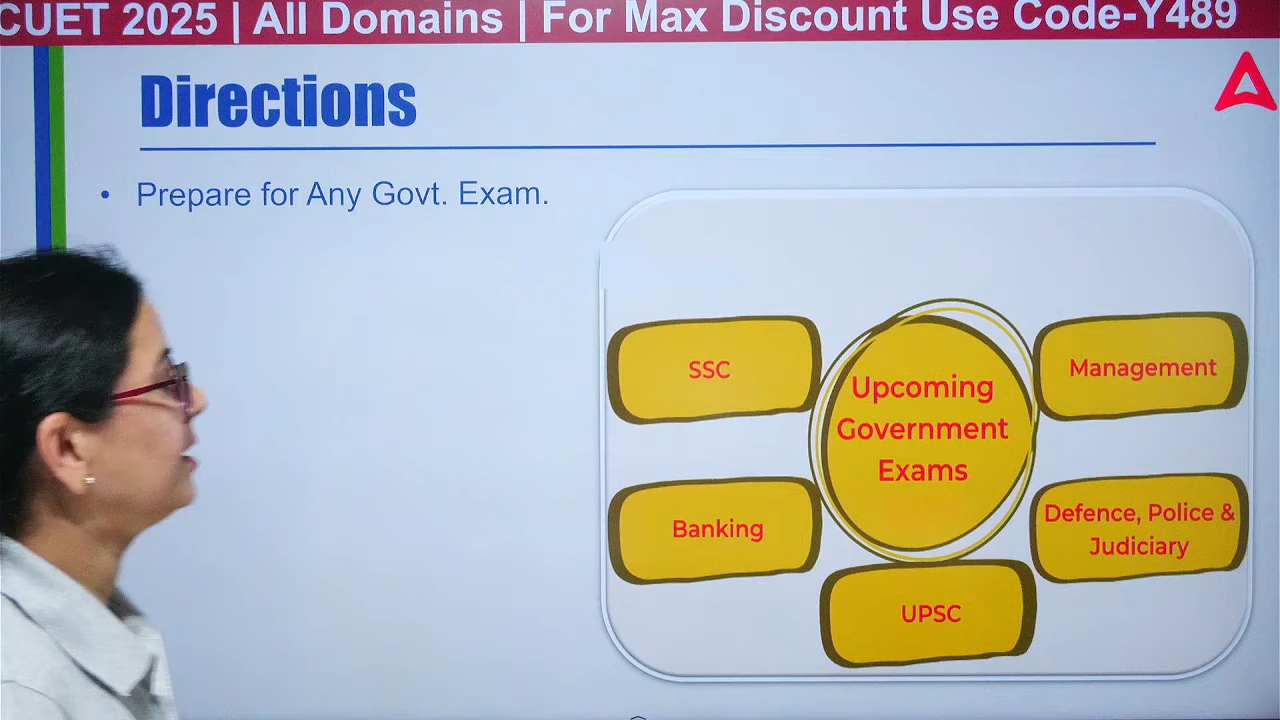 CUET 2025 | All Domains | For Max Discount Use Code-Y489
Directions
• Prepare for Any Govt. Exam.
SSC
Upcoming
Government
Exams
Management
Banking
Defence, Police &
Judiciary
UPSC